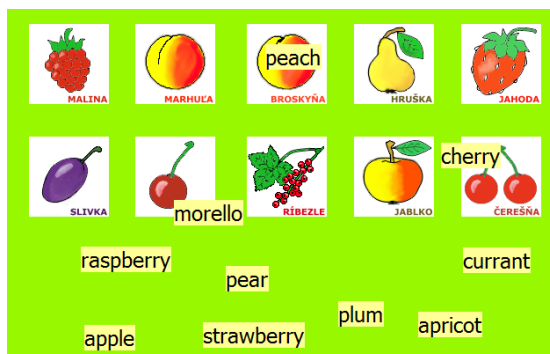 MALINA
MARHUĽA
BROSKYŇA
peach
HRUŠKA
JAHODA
SLIVKA
morello
RÍBEZLE
JABLKO
cherry
ČEREŠŇA
raspberry
pear
currant
apple
strawberry
plum
apricot